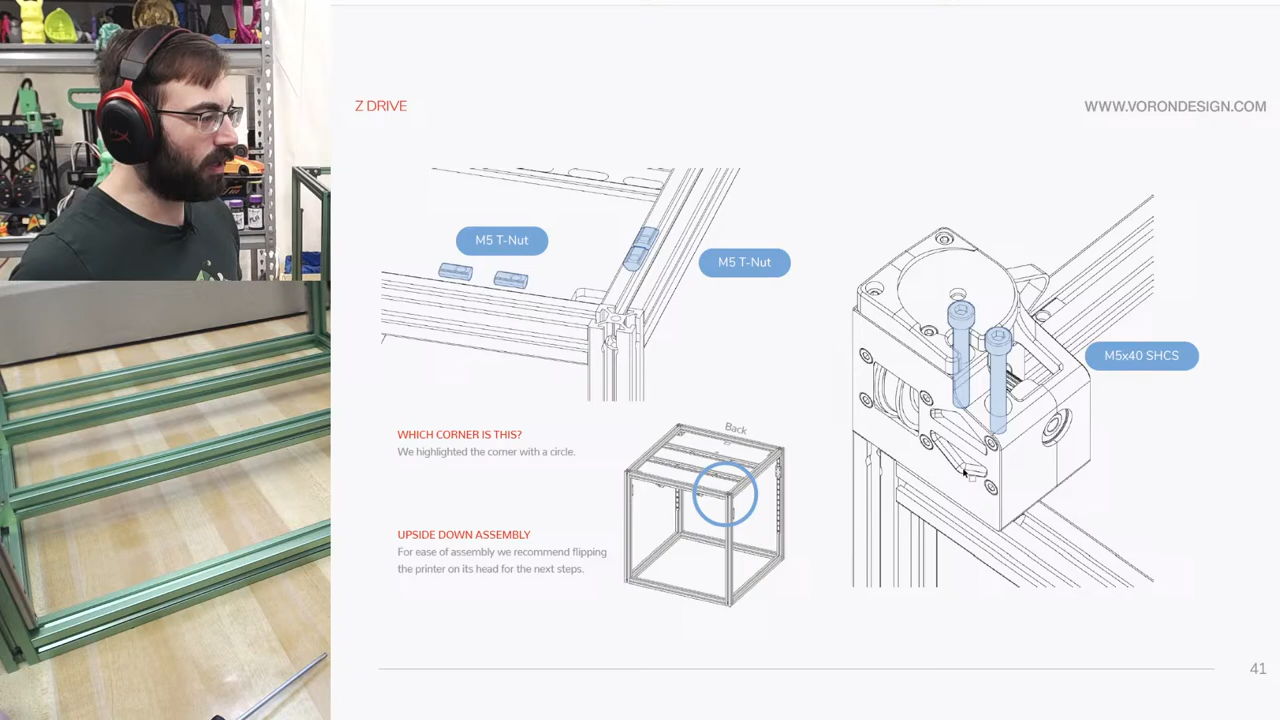 Z DRIVE
WWW.VORONDESIGN.COM
M5 T-Nut
M5 T-Nut
M5x40 SHCS
WHICH CORNER IS THIS?
We highlighted the corner with a circle.
Back
UPSIDE DOWN ASSEMBLY
For ease of assembly we recommend flipping
the printer on its head for the next steps.
41